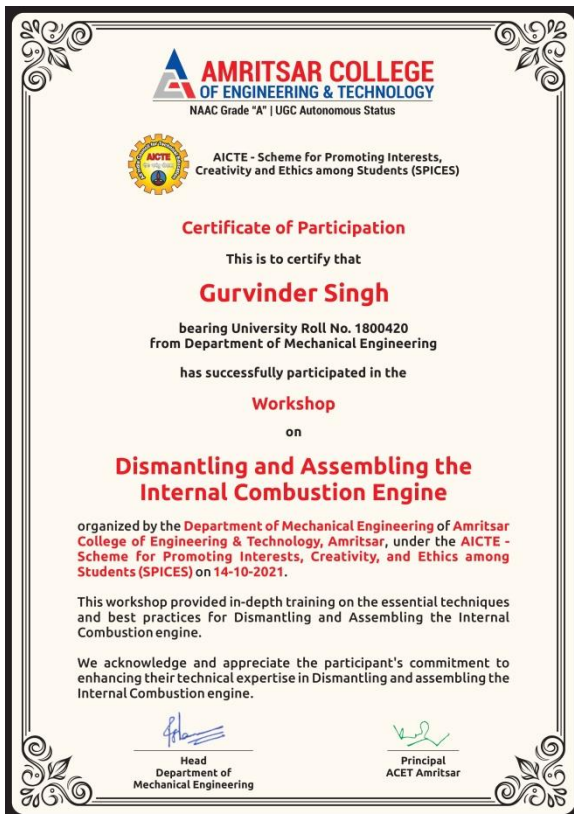 AMRITSAR COLLEGE
OF ENGINEERING & TECHNOLOGY
NAAC Grade "A" | UGC Autonomous Status
AICTE
AICTE - Scheme for Promoting Interests,
Creativity and Ethics among Students (SPICES)
Certificate of Participation
This is to certify that
Gurvinder Singh
bearing University Roll No. 1800420
from Department of Mechanical Engineering
has successfully participated in the
Workshop
on
Dismantling and Assembling the
Internal Combustion Engine
organized by the Department of Mechanical Engineering of Amritsar
College of Engineering & Technology, Amritsar, under the AICTE -
Scheme for Promoting Interests, Creativity, and Ethics among
Students (SPICES) on 14-10-2021.
This workshop provided in-depth training on the essential techniques
and best practices for Dismantling and Assembling the Internal
Combustion engine.
We acknowledge and appreciate the participant's commitment to
enhancing their technical expertise in Dismantling and assembling the
Internal Combustion engine.
Head
Department of
Mechanical Engineering
Principal
ACET Amritsar